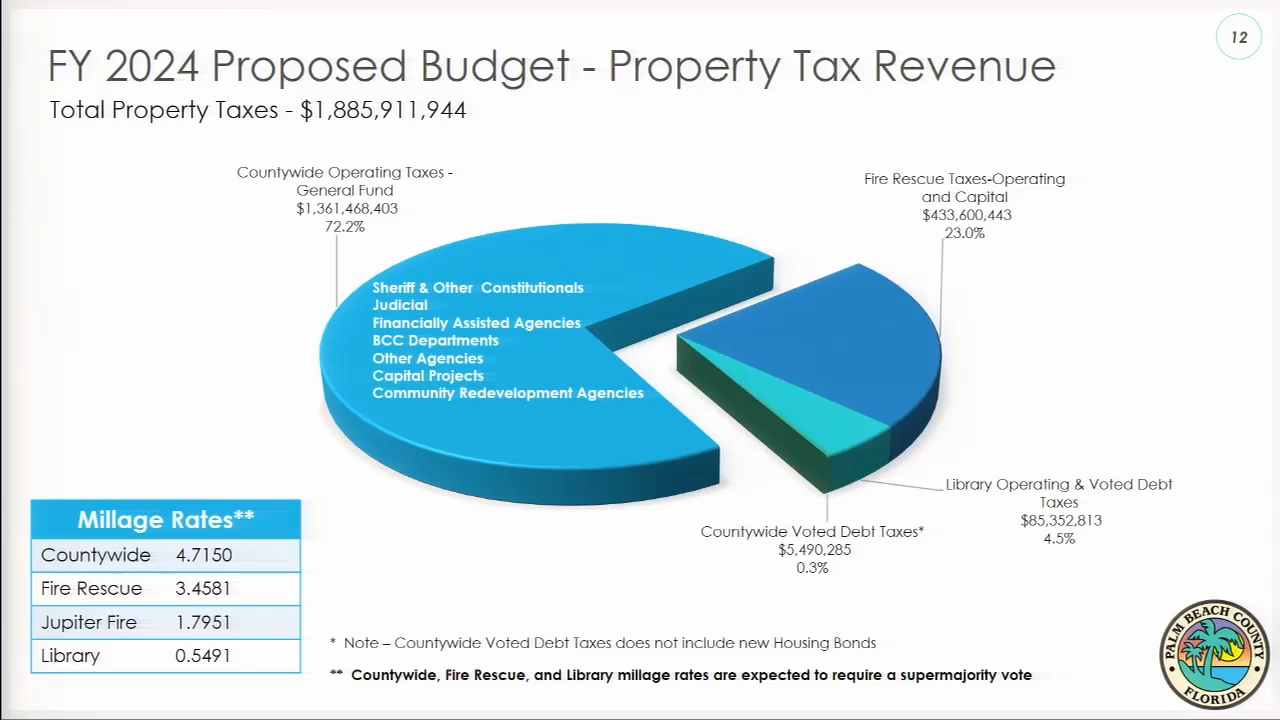 12
FY 2024 Proposed Budget - Property Tax Revenue
Total Property Taxes - $1,885,911,944
Countywide Operating Taxes -
General Fund
$1,361,468,403
72.2%
Fire Rescue Taxes-Operating
and Capital
$433,600,443
23.0%
Sheriff & Other Constitutionals
Judicial
Financially Assisted Agencies
BCC Departments
Other Agencies
Capital Projects
Community Redevelopment Agencies
Library Operating & Voted Debt
Taxes
$85,352,813
4.5%
Countywide Voted Debt Taxes*
$5,490,285
0.3%
Millage Rates**
Countywide 4.7150
Fire Rescue 3.4581
Jupiter Fire 1.7951
Library 0.5491
* Note – Countywide Voted Debt Taxes does not include new Housing Bonds
** Countywide, Fire Rescue, and Library millage rates are expected to require a supermajority vote
PALM BEACH COUNTY
FLORIDA